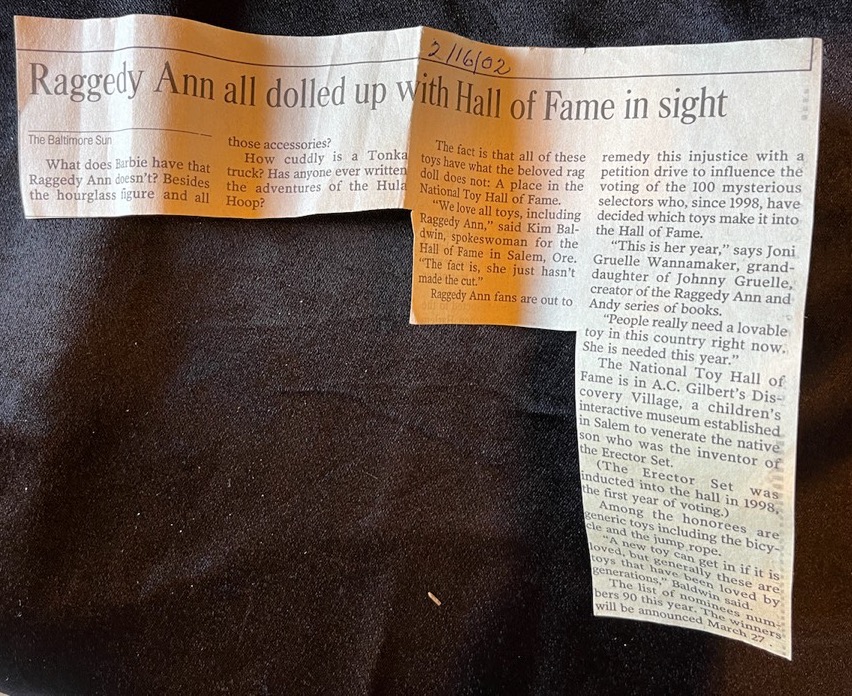 2/16/02
Raggedy Ann all dolled up with Hall of Fame in sight
The Baltimore Sun
What does Barbie have that
Raggedy Ann doesn't? Besides
the hourglass figure and all
those accessories?
How cuddly is a Tonka
truck? Has anyone ever written
the adventures of the Hula
Hoop?
The fact is that all of these
toys have what the beloved rag
doll does not: A place in the
National Toy Hall of Fame.
"We love all toys, including
Raggedy Ann," said Kim Bal-
dwin, spokeswoman for the
Hall of Fame in Salem, Ore.
"The fact is, she just hasn't
made the cut."
Raggedy Ann fans are out to
remedy this injustice with a
petition drive to influence the
voting of the 100 mysterious
selectors who, since 1998, have
decided which toys make it into
the Hall of Fame.
"This is her year," says Joni
Gruelle Wannamaker, grand-
daughter of Johnny Gruelle,
creator of the Raggedy Ann and
Andy series of books.
"People really need a lovable
toy in this country right now.
She is needed this year."
The National Toy Hall of
Fame is in A.C. Gilbert's Dis-
covery Village, a children's
interactive museum established
in Salem to venerate the native
son who was the inventor of
the Erector Set.
(The Erector Set was
inducted into the hall in 1998,
the first year of voting.)
Among the honorees are
generic toys including the bicy-
cle and the jump rope.
"A new toy can get in if it is
loved, but generally these are
toys that have been loved by
generations," Baldwin said.
The list of nominees num-
bers 90 this year. The winners
will be announced March 27.